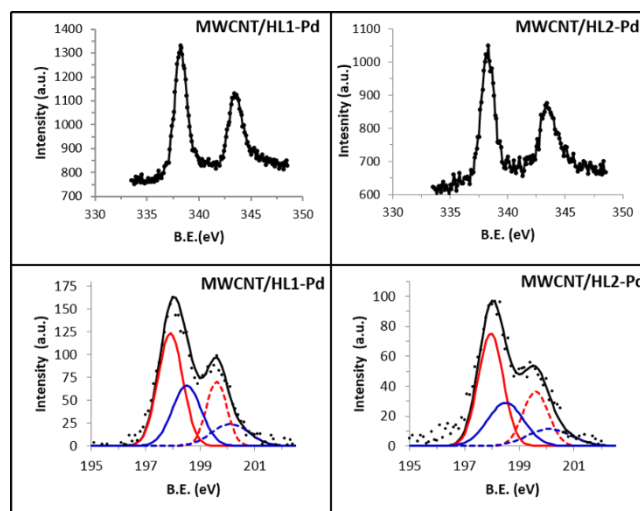 MWCNT/HL1-Pd
1400
1300
1200
1100
1000
900
800
700
Intensity (a.u.)
330 335 340 345 350
B.E.(eV)
MWCNT/HL2-Pd
1100
1000
900
800
700
600
Intesnity (a.u.)
330 335 340 345 350
B.E. (eV)
MWCNT/HL1-Pd
175
150
125
100
75
50
25
0
Intensity (a.u.)
195 197 199 201
B.E. (eV)
MWCNT/HL2-Pd
100
80
60
40
20
0
Intensity (a.u.)
195 197 199 201
B.E. (eV)